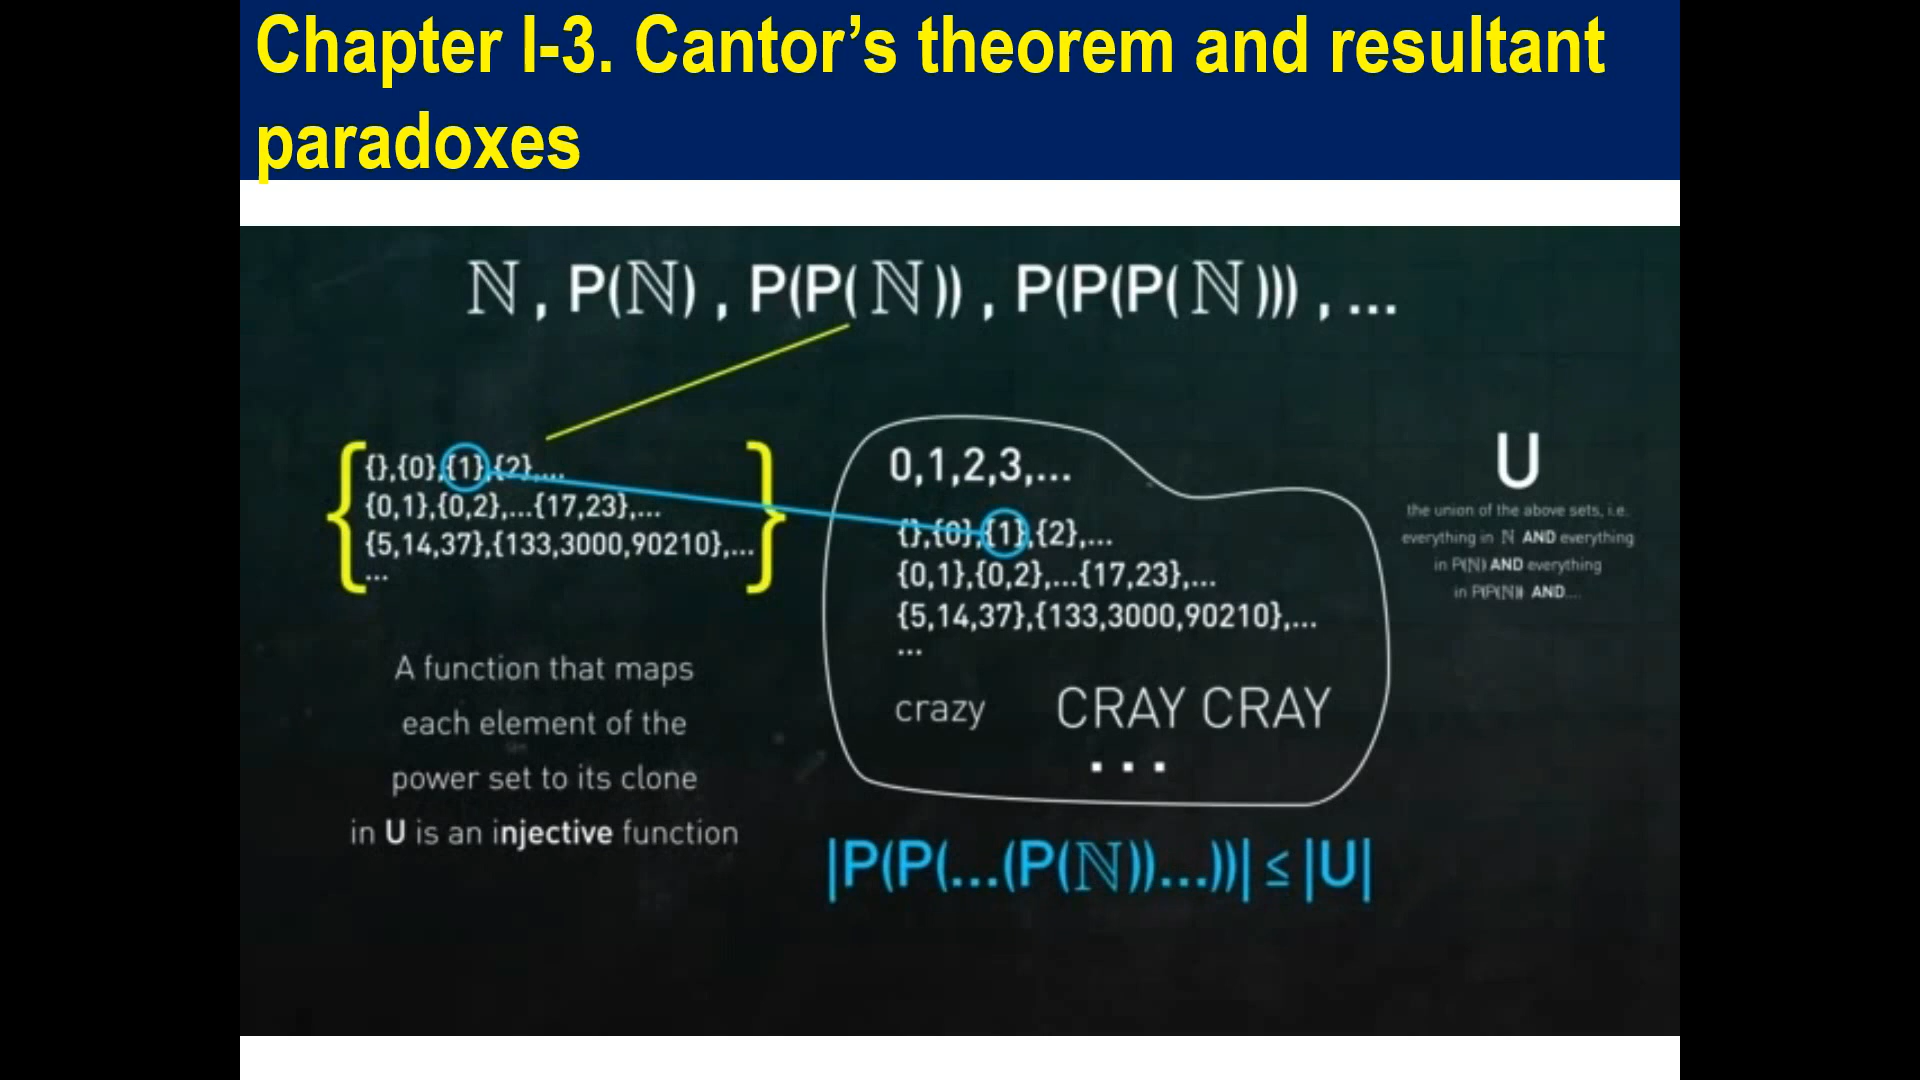 Chapter I-3. Cantor’s theorem and resultant
paradoxes
ℕ , P(ℕ) , P(P(ℕ)) , P(P(P(ℕ))) , ...
{},{0},{1},{2},...
{0,1},{0,2},...{17,23},...
{5,14,37},{133,3000,90210},...
...
A function that maps
each element of the
power set to its clone
in U is an injective function
0,1,2,3,...
{},{0},{1},{2},...
{0,1},{0,2},...{17,23},...
{5,14,37},{133,3000,90210},...
...
crazy CRAY CRAY
...
|P(P(...(P(ℕ))...))| ≤ |U|
U
the union of the above sets, i.e.
everything in ℕ AND everything
in P(ℕ) AND everything
in P(P(ℕ)) AND...